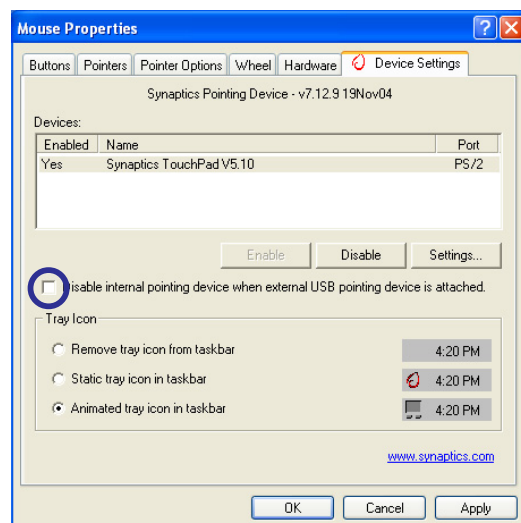 Mouse Properties
Buttons Pointers Pointer Options Wheel Hardware Device Settings
Synaptics Pointing Device - v7.12.9 19Nov04
Devices:
Enabled Name Port
Yes Synaptics TouchPad V5.10 PS/2
Enable Disable Settings...
Disable internal pointing device when external USB pointing device is attached.
Tray Icon
Remove tray icon from taskbar 4:20 PM
Static tray icon in taskbar 4:20 PM
Animated tray icon in taskbar 4:20 PM
www.synaptics.com
OK Cancel Apply